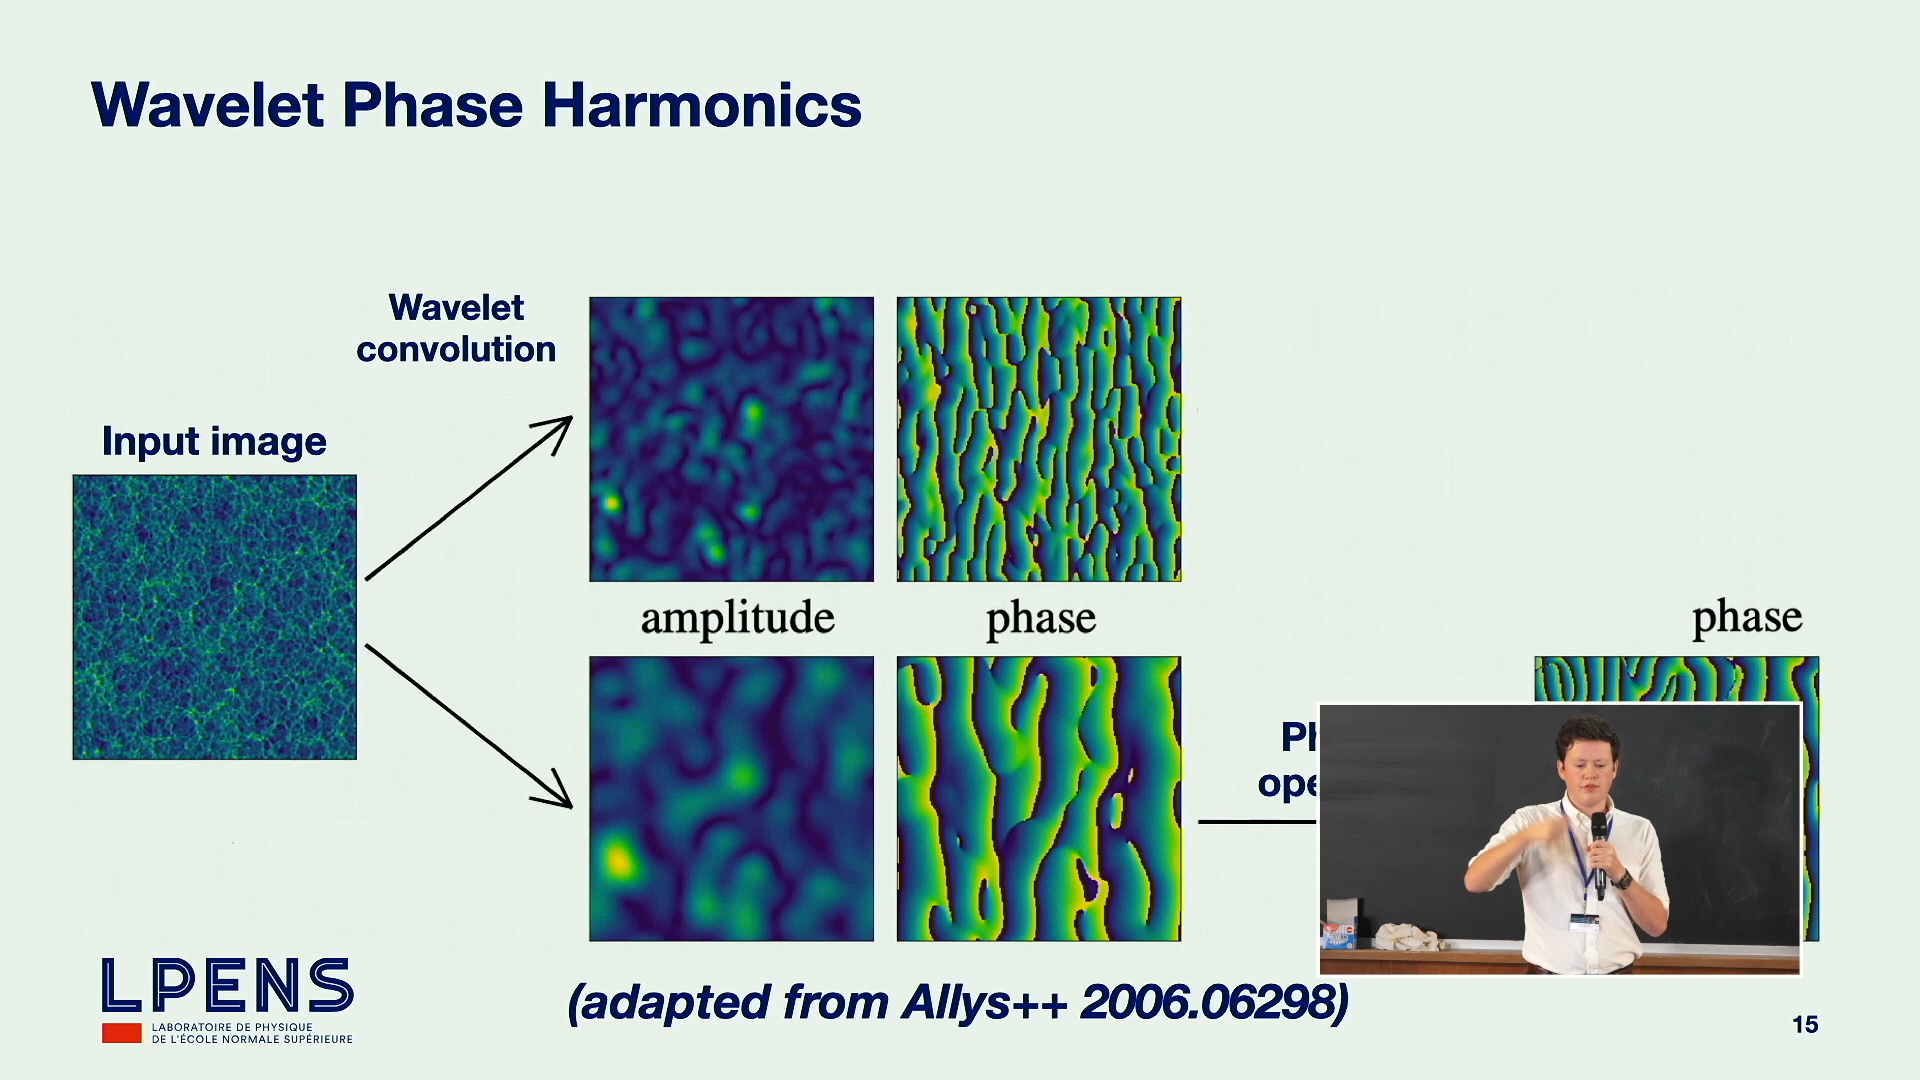 Wavelet Phase Harmonics
Wavelet
convolution
Input image
amplitude
phase
phase
LPENS
LABORATOIRE DE PHYSIQUE
DE L'ÉCOLE NORMALE SUPÉRIEURE
(adapted from Allys++ 2006.06298)
15